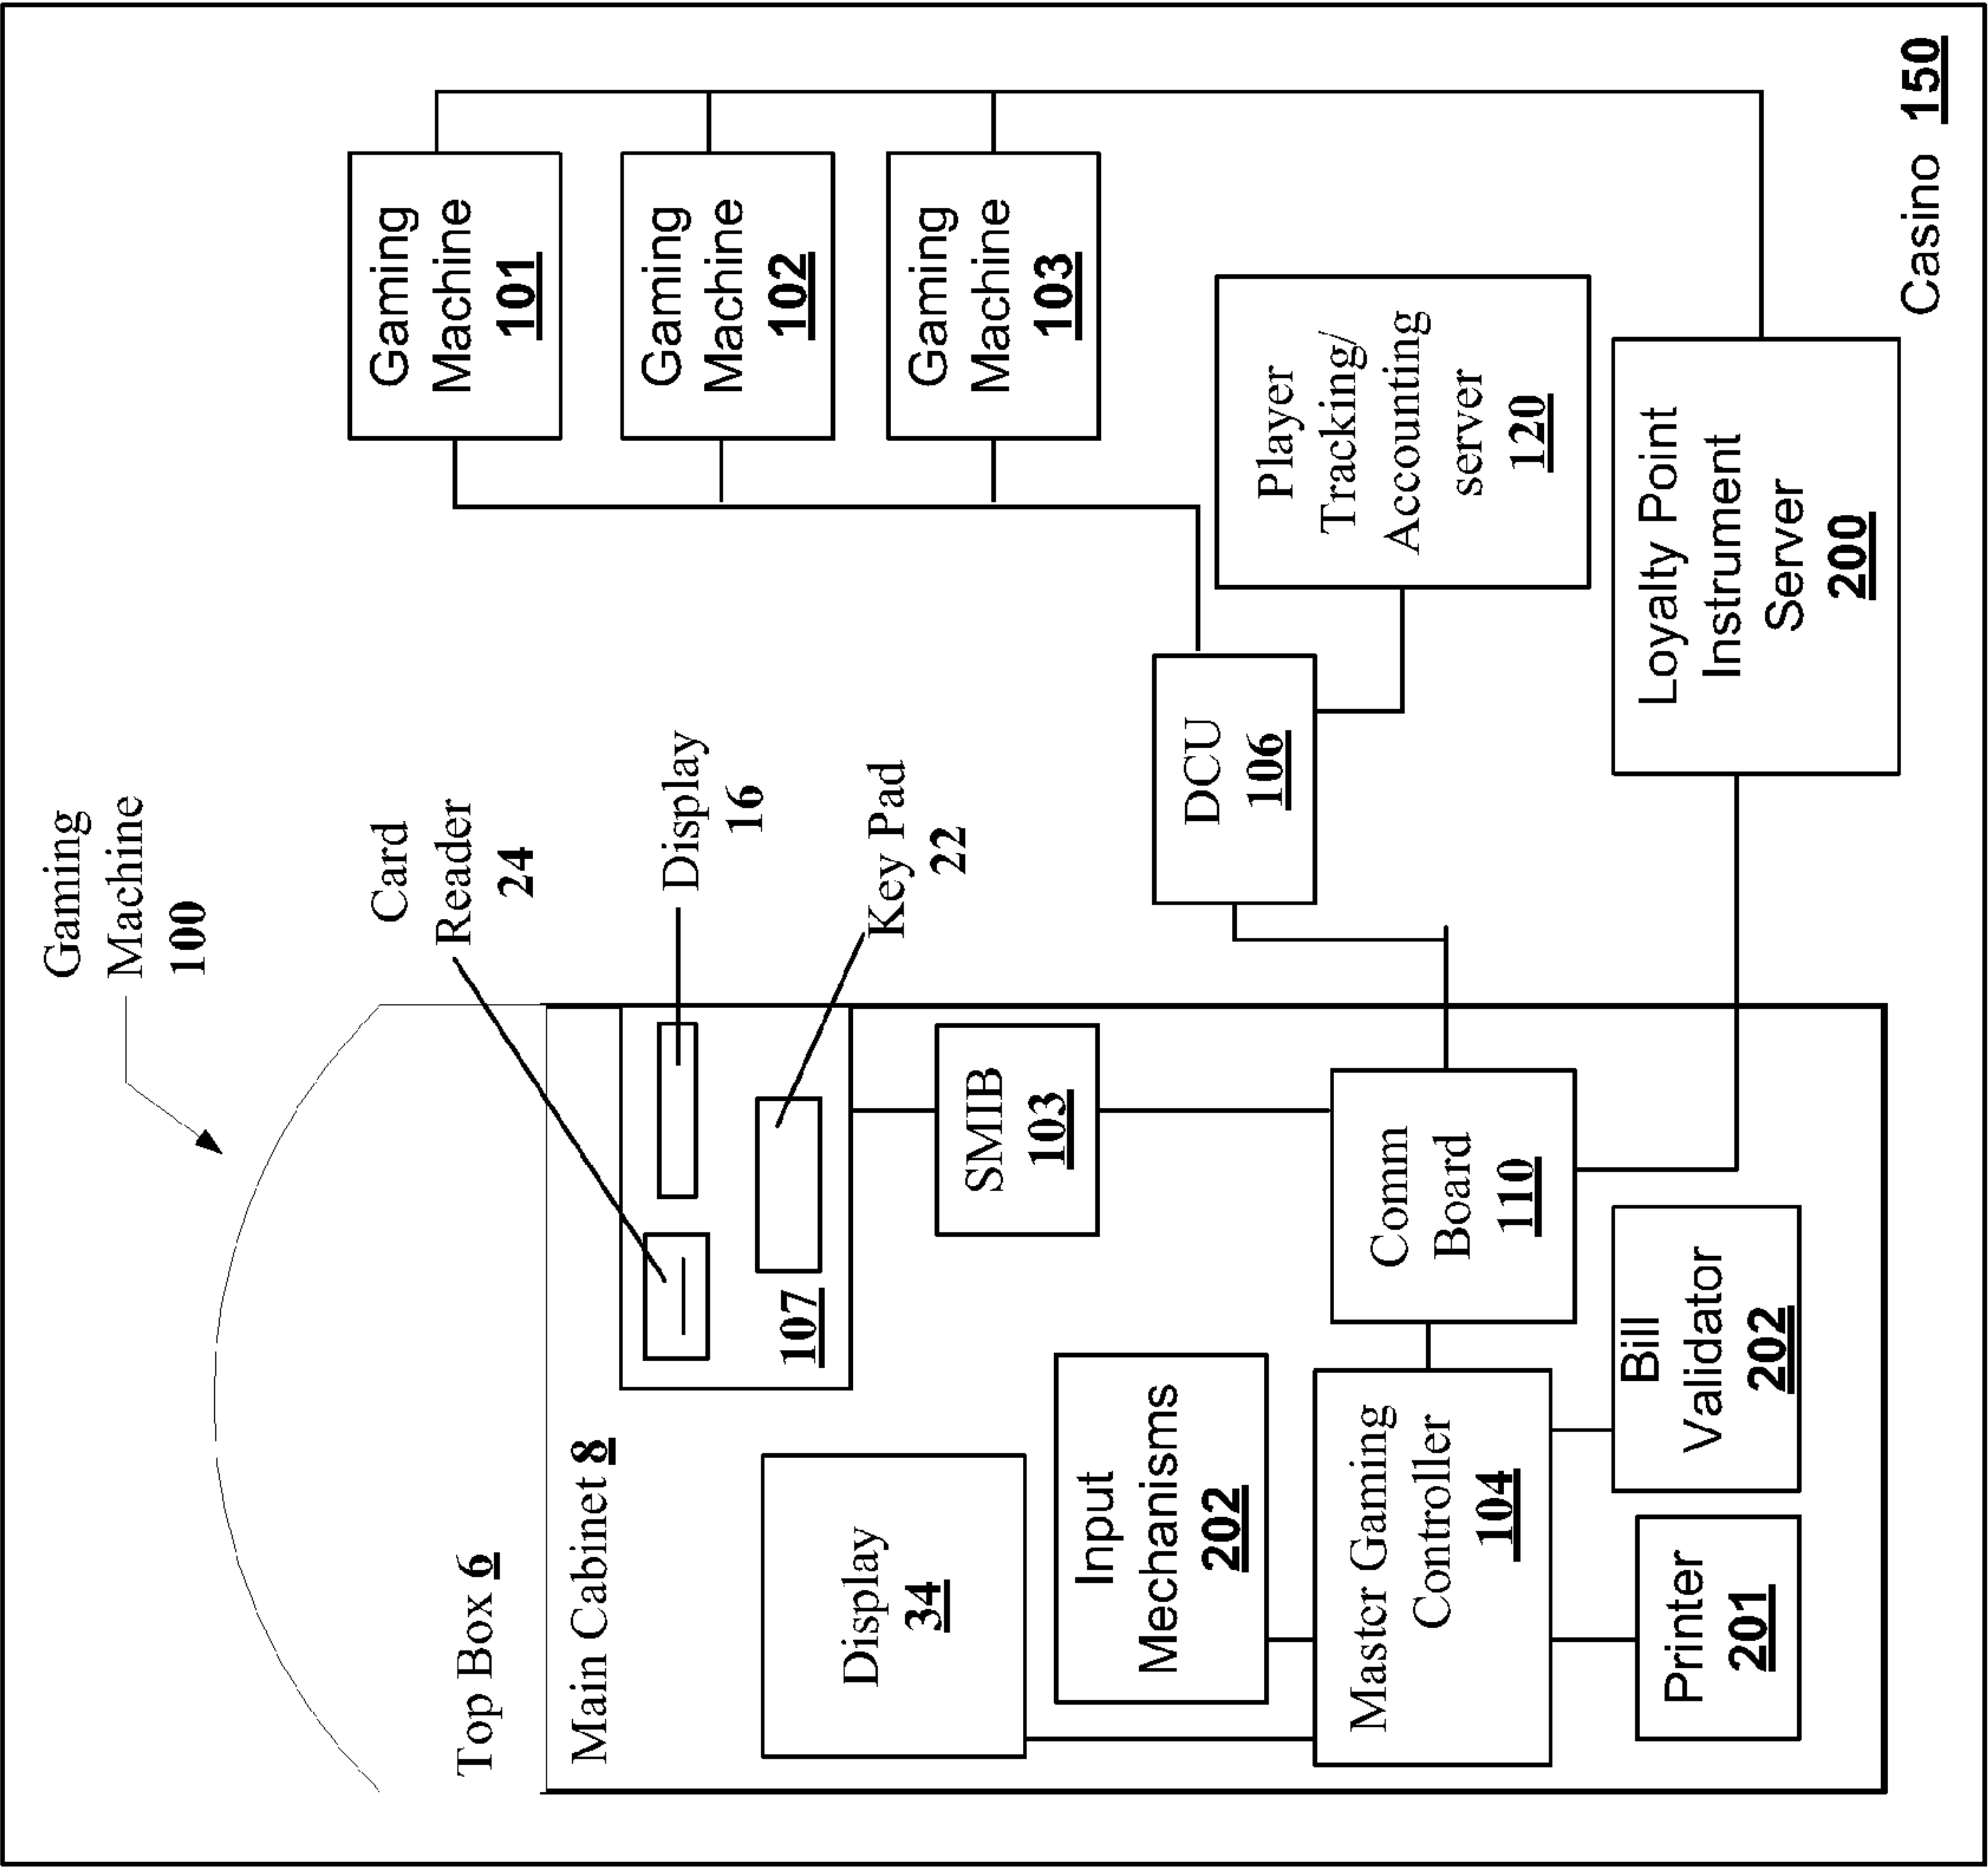 Gaming
Machine
100
Top Box 6
Main Cabinet 8
Card
Reader
24
Display
16
Key Pad
22
107
Display
34
SMIB
103
Input
Mechanisms
202
Master Gaming
Controller
104
Comm
Board
110
Printer
201
Bill
Validator
202
Gaming
Machine
101
Gaming
Machine
102
Gaming
Machine
103
DCU
106
Player
Tracking/
Accounting
server
120
Loyalty Point
Instrument
Server
200
Casino 150